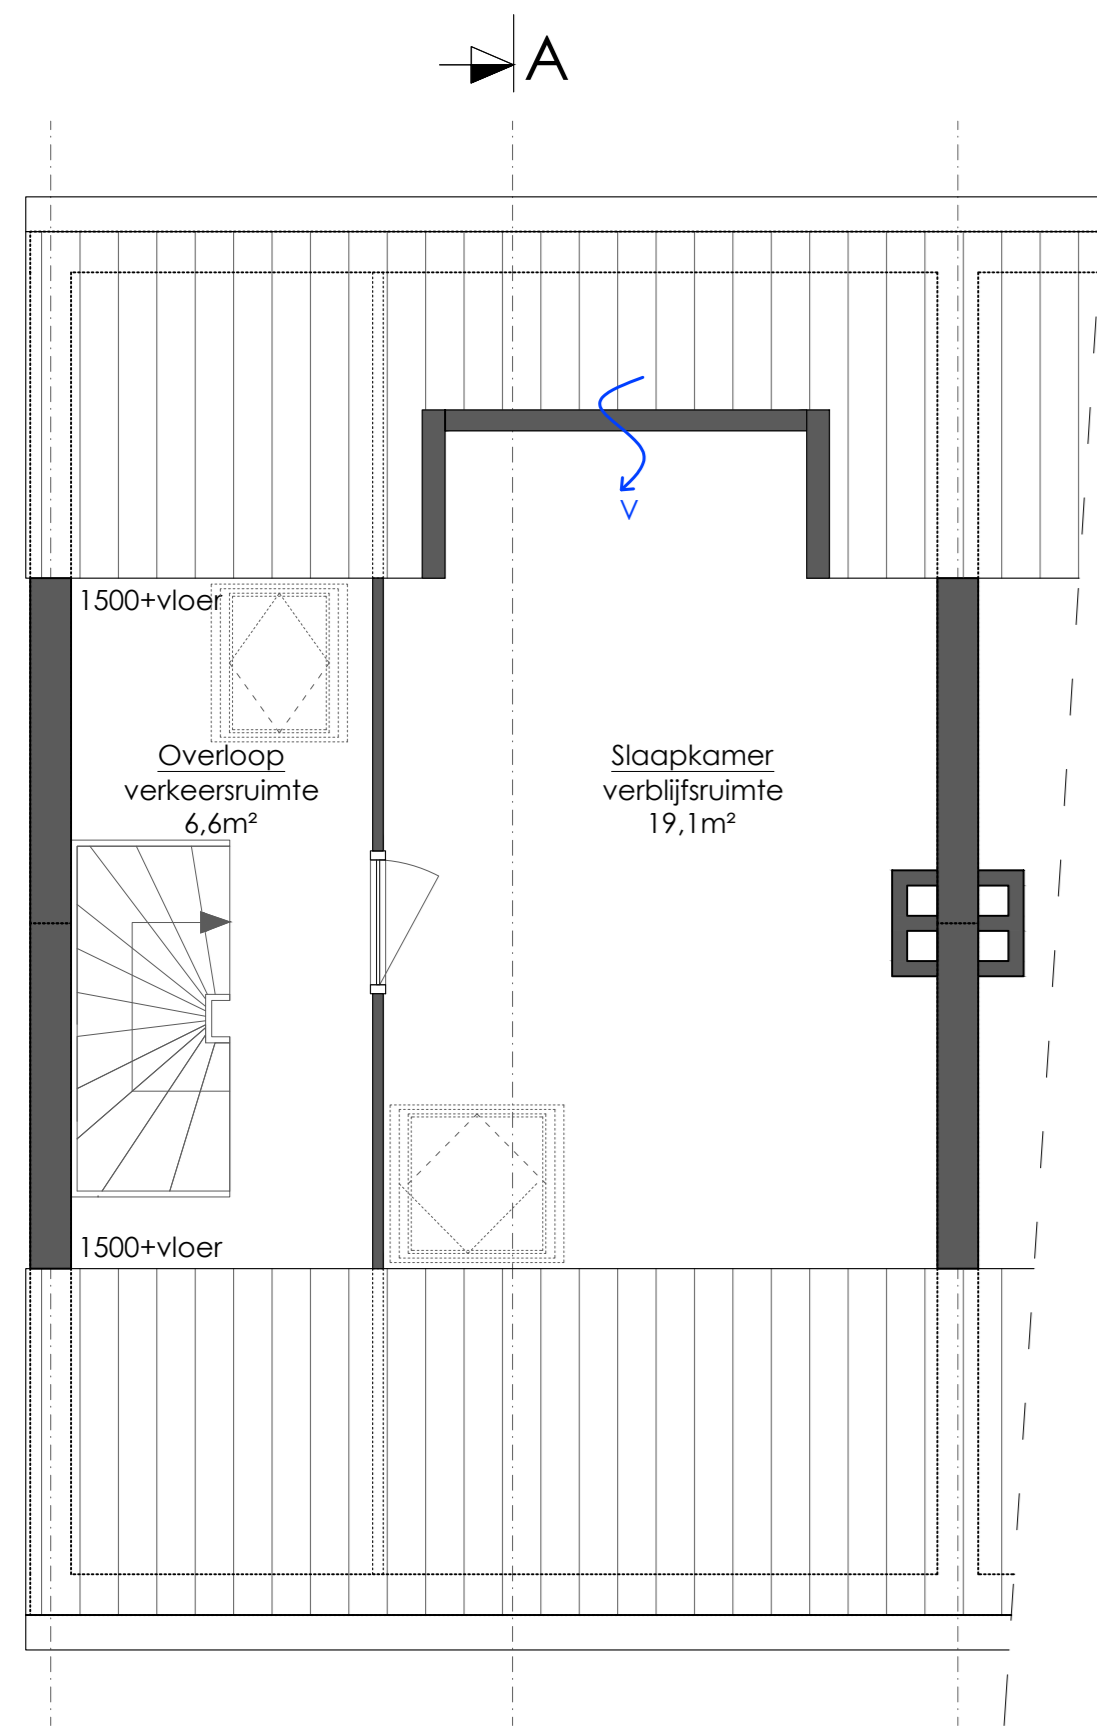 A
V
1500+vloer
Overloop
verkeersruimte
6,6m²
Slaapkamer
verblijfsruimte
19,1m²
1500+vloer